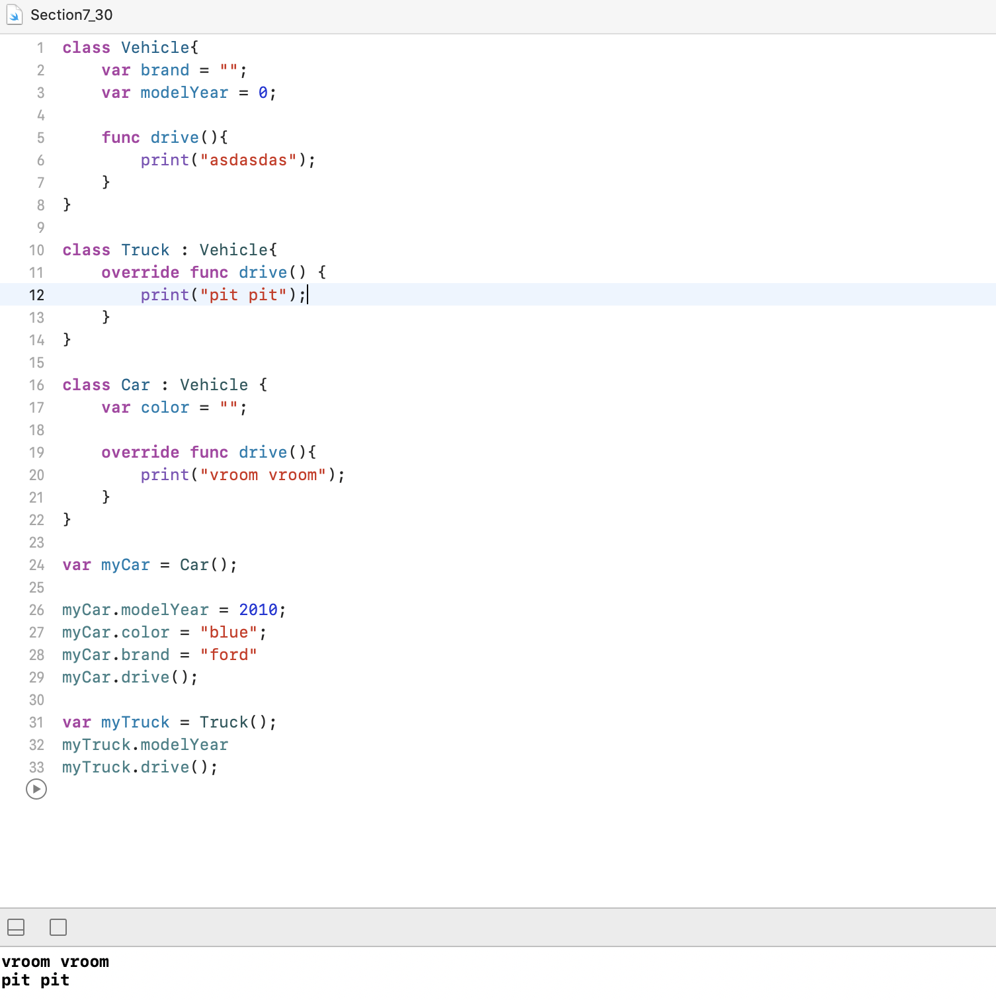 Section7_30
1 class Vehicle{
2     var brand = "";
3     var modelYear = 0;
4
5     func drive(){
6         print("asdasdas");
7     }
8 }
9
10 class Truck : Vehicle{
11     override func drive() {
12         print("pit pit");
13     }
14 }
15
16 class Car : Vehicle {
17     var color = "";
18
19     override func drive(){
20         print("vroom vroom");
21     }
22 }
23
24 var myCar = Car();
25
26 myCar.modelYear = 2010;
27 myCar.color = "blue";
28 myCar.brand = "ford"
29 myCar.drive();
30
31 var myTruck = Truck();
32 myTruck.modelYear
33 myTruck.drive();
vroom vroom
pit pit